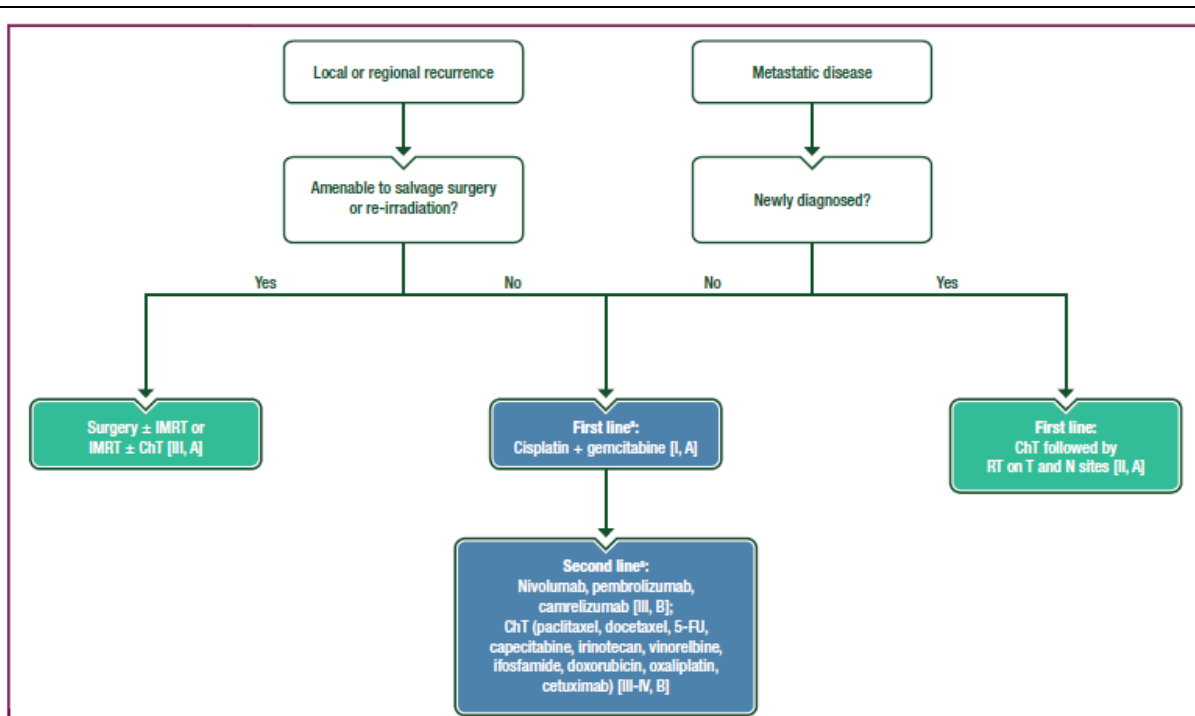 Local or regional recurrence
Metastatic disease
Amenable to salvage surgery
or re-irradiation?
Newly diagnosed?
Yes
No
No
Yes
Surgery ± IMRT or
IMRT ± ChT [III, A]
First lineª:
Cisplatin + gemcitabine [I, A]
First line:
ChT followed by
RT on T and N sites [II, A]
Second lineª:
Nivolumab, pembrolizumab,
camrelizumab [III, B];
ChT (paclitaxel, docetaxel, 5-FU,
capecitabine, irinotecan, vinorelbine,
ifosfamide, doxorubicin, oxaliplatin,
cetuximab) [III-IV, B]